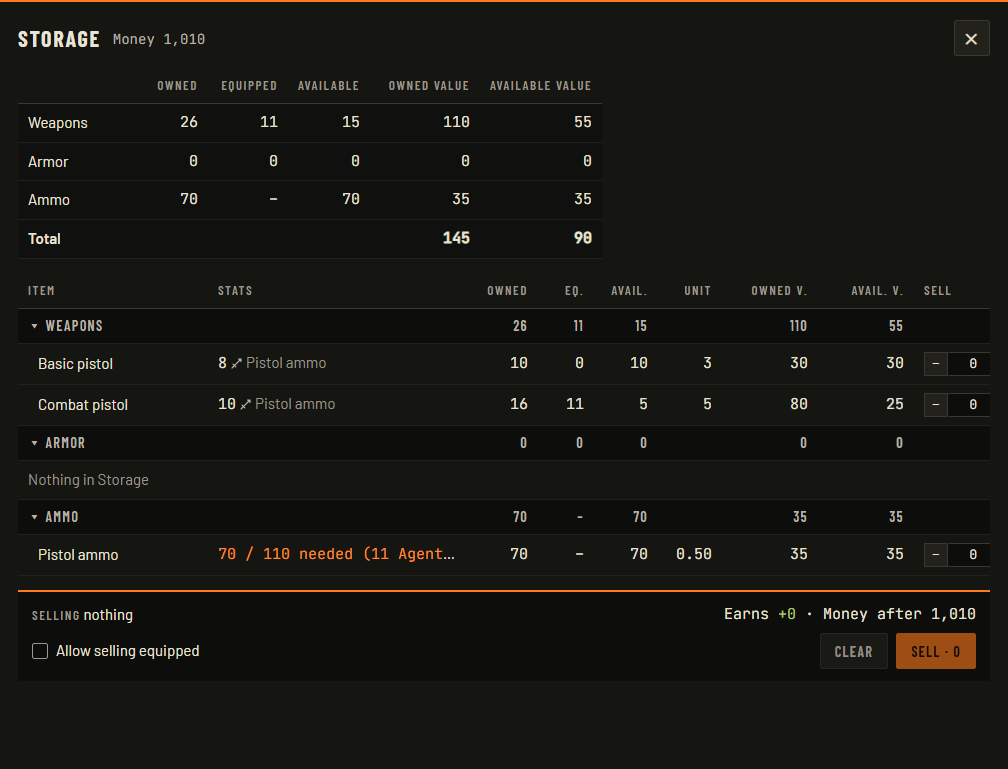 STORAGE Money 1,010 ✕
OWNED EQUIPPED AVAILABLE OWNED VALUE AVAILABLE VALUE
Weapons 26 11 15 110 55
Armor 0 0 0 0 0
Ammo 70 – 70 35 35
Total 145 90
ITEM STATS OWNED EQ. AVAIL. UNIT OWNED V. AVAIL. V. SELL
▾ WEAPONS 26 11 15 110 55
Basic pistol 8 Pistol ammo 10 0 10 3 30 30 – 0
Combat pistol 10 Pistol ammo 16 11 5 5 80 25 – 0
▾ ARMOR 0 0 0 0 0
Nothing in Storage
▾ AMMO 70 – 70 35 35
Pistol ammo 70 / 110 needed (11 Agent… 70 – 70 0.50 35 35 – 0
SELLING nothing Earns +0 · Money after 1,010
Allow selling equipped CLEAR SELL · 0